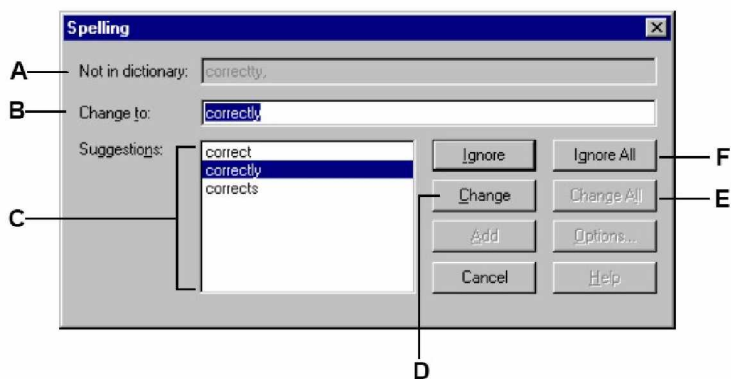 Spelling
A Not in dictionary: correctty,
B Change to: correctly
Suggestions: correct Ignore Ignore All F
correctly
corrects Change Change All E
C
Add Options...
Cancel Help
D